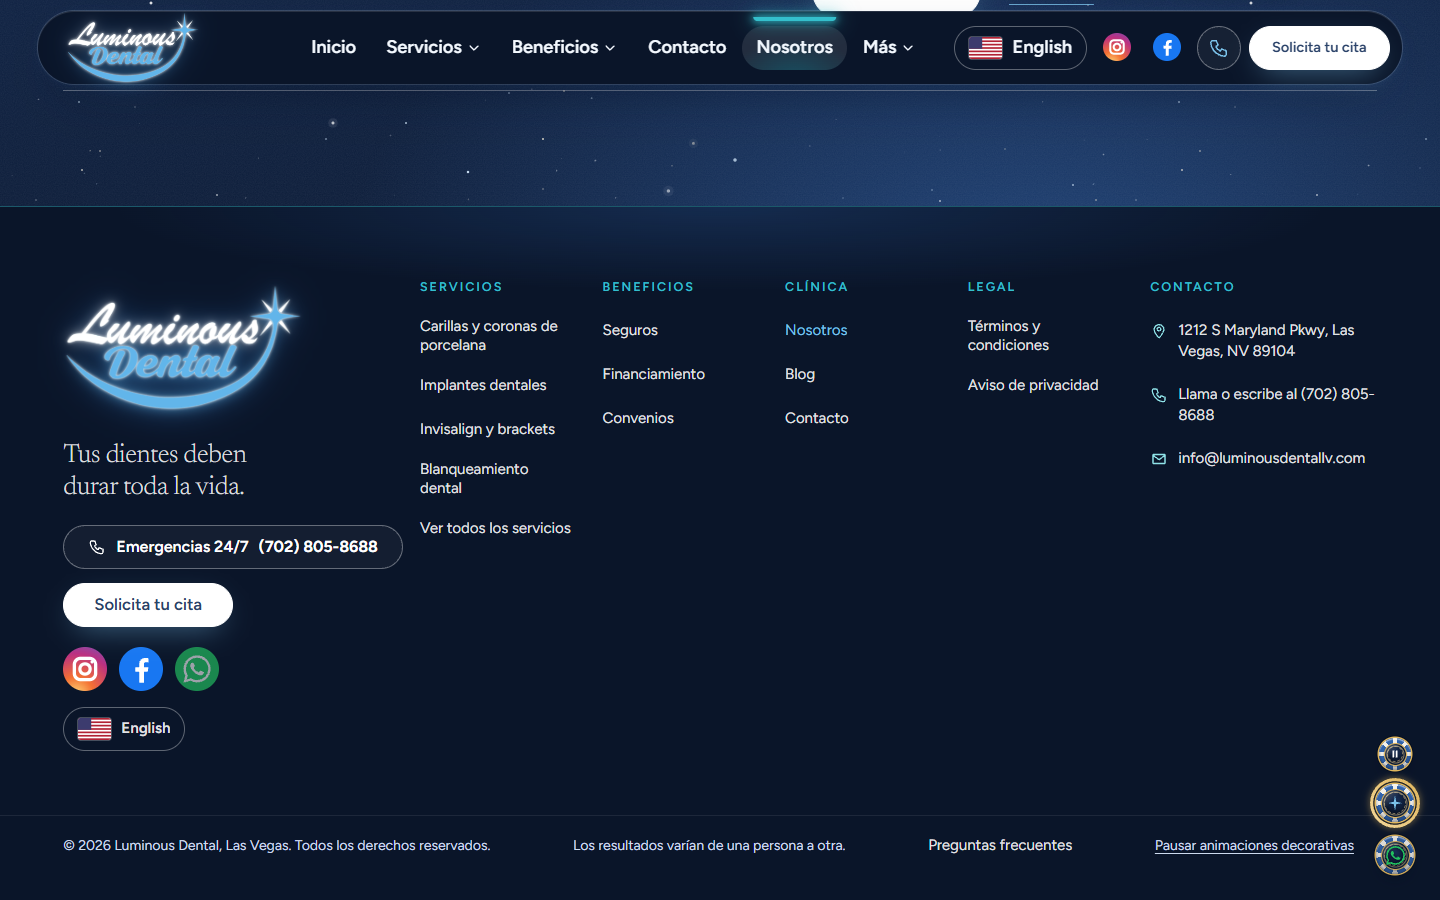 Luminous
Dental
Inicio
Servicios
Beneficios
Contacto
Nosotros
Más
English
Solicita tu cita
Luminous
Dental
Tus dientes deben
durar toda la vida.
Emergencias 24/7 (702) 805-8688
Solicita tu cita
English
SERVICIOS
Carillas y coronas de
porcelana
Implantes dentales
Invisalign y brackets
Blanqueamiento
dental
Ver todos los servicios
BENEFICIOS
Seguros
Financiamiento
Convenios
CLÍNICA
Nosotros
Blog
Contacto
LEGAL
Términos y
condiciones
Aviso de privacidad
CONTACTO
1212 S Maryland Pkwy, Las
Vegas, NV 89104
Llama o escribe al (702) 805-
8688
info@luminousdentallv.com
© 2026 Luminous Dental, Las Vegas. Todos los derechos reservados.
Los resultados varían de una persona a otra.
Preguntas frecuentes
Pausar animaciones decorativas